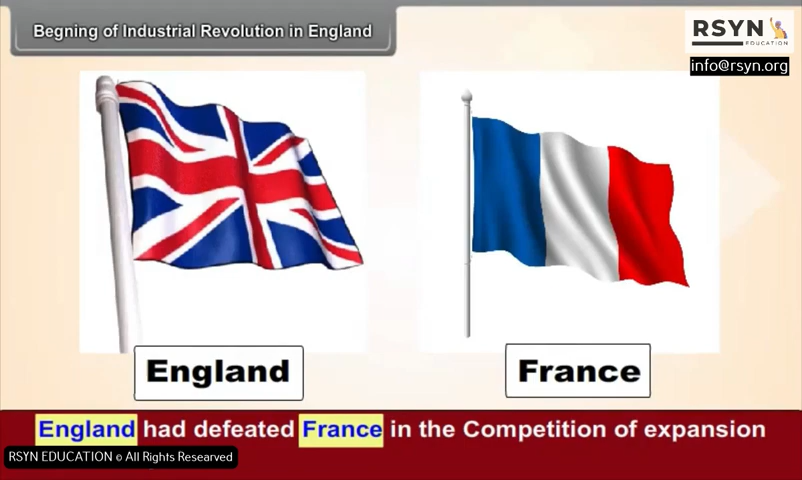 Begning of Industrial Revolution in England
RSYN
EDUCATION
info@rsyn.org
England
France
England had defeated France in the Competition of expansion
RSYN EDUCATION © All Rights Researved